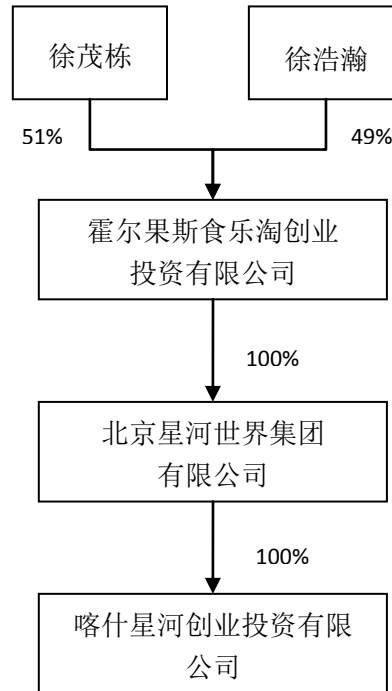 徐茂栋
徐浩瀚
51%
49%
霍尔果斯食乐淘创业
投资有限公司
100%
北京星河世界集团
有限公司
100%
喀什星河创业投资有限
公司